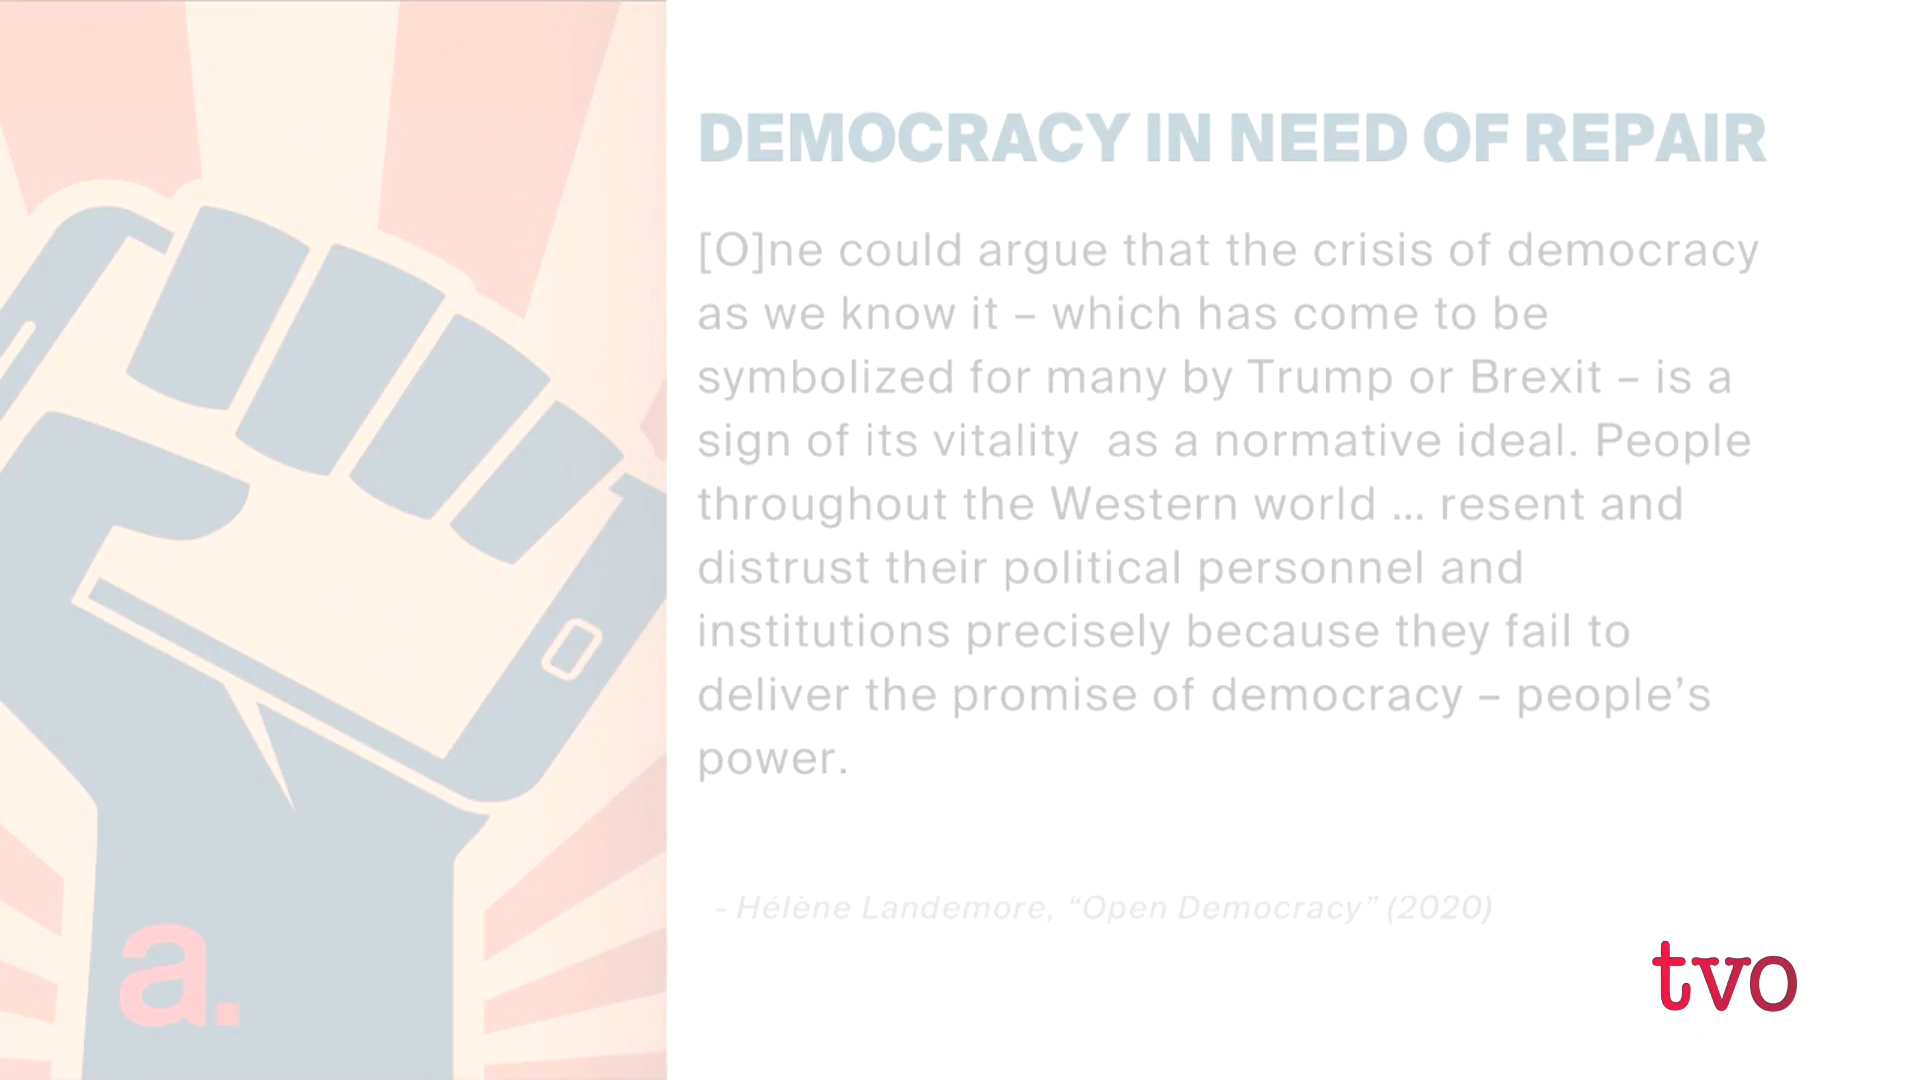 DEMOCRACY IN NEED OF REPAIR
[O]ne could argue that the crisis of democracy
as we know it – which has come to be
symbolized for many by Trump or Brexit – is a
sign of its vitality  as a normative ideal. People
throughout the Western world ... resent and
distrust their political personnel and
institutions precisely because they fail to
deliver the promise of democracy – people’s
power.
- Hélène Landemore, “Open Democracy” (2020)
a.
tvo